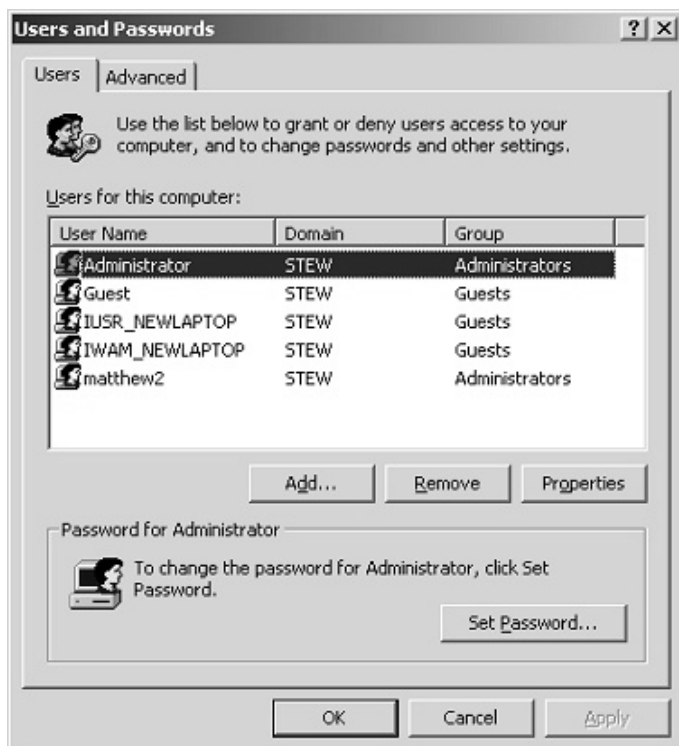 Users and Passwords
Users
Advanced
Use the list below to grant or deny users access to your
computer, and to change passwords and other settings.
Users for this computer:
User Name Domain Group
Administrator STEW Administrators
Guest STEW Guests
IUSR_NEWLAPTOP STEW Guests
IWAM_NEWLAPTOP STEW Guests
matthew2 STEW Administrators
Add... Remove Properties
Password for Administrator
To change the password for Administrator, click Set
Password.
Set Password...
OK Cancel Apply